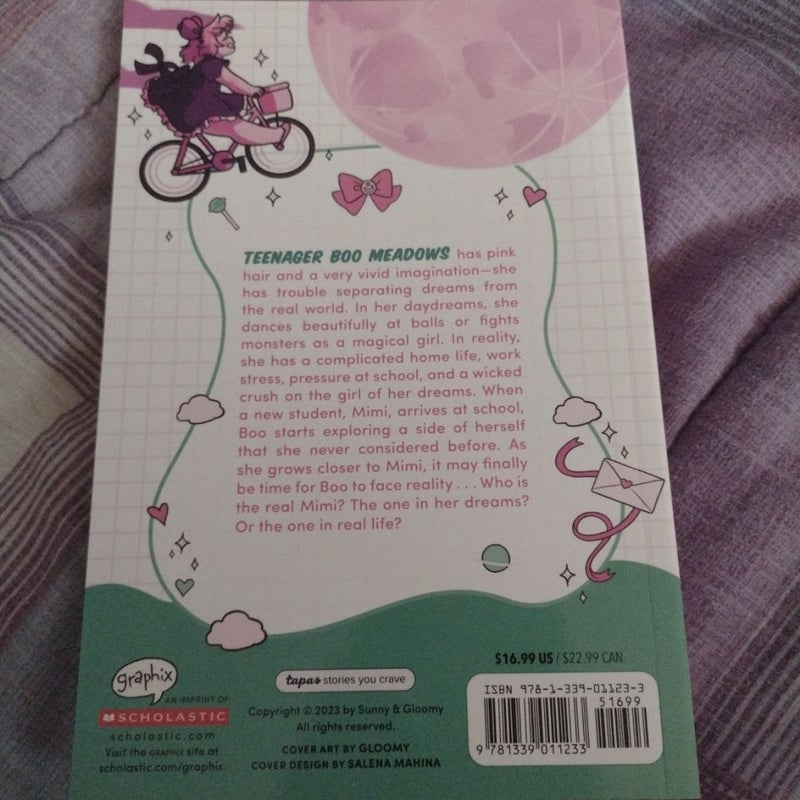 TEENAGER BOO MEADOWS has pink
hair and a very vivid imagination—she
has trouble separating dreams from
the real world. In her daydreams, she
dances beautifully at balls or fights
monsters as a magical girl. In reality,
she has a complicated home life, work
stress, pressure at school, and a wicked
crush on the girl of her dreams. When
a new student, Mimi, arrives at school,
Boo starts exploring a side of herself
that she never considered before. As
she grows closer to Mimi, it may finally
be time for Boo to face reality . . . Who is
the real Mimi? The one in her dreams?
Or the one in real life?
graphix
AN IMPRINT OF
SCHOLASTIC
scholastic.com
Visit the GRAPHIX site at
scholastic.com/graphix
tapas stories you crave
Copyright © 2023 by Sunny & Gloomy
All rights reserved.
COVER ART BY GLOOMY
COVER DESIGN BY SALENA MAHINA
$16.99 US / $22.99 CAN
ISBN 978-1-339-01123-3
51699
9 781339 011233